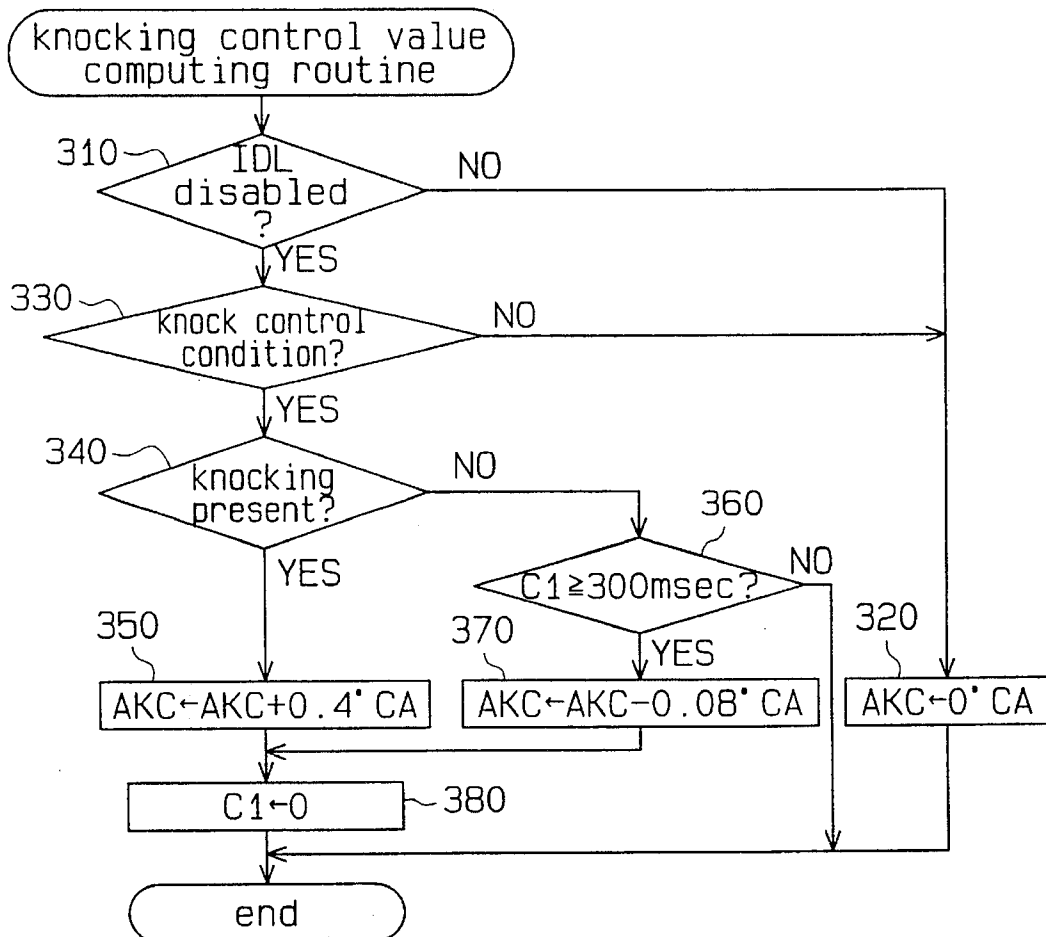 knocking control value
computing routine
310
IDL
disabled
?
NO
YES
330
knock control
condition?
NO
YES
340
knocking
present?
NO
YES
360
C1≧300msec?
NO
YES
350
AKC←AKC+0.4°CA
370
AKC←AKC-0.08°CA
320
AKC←0°CA
C1←0
380
end